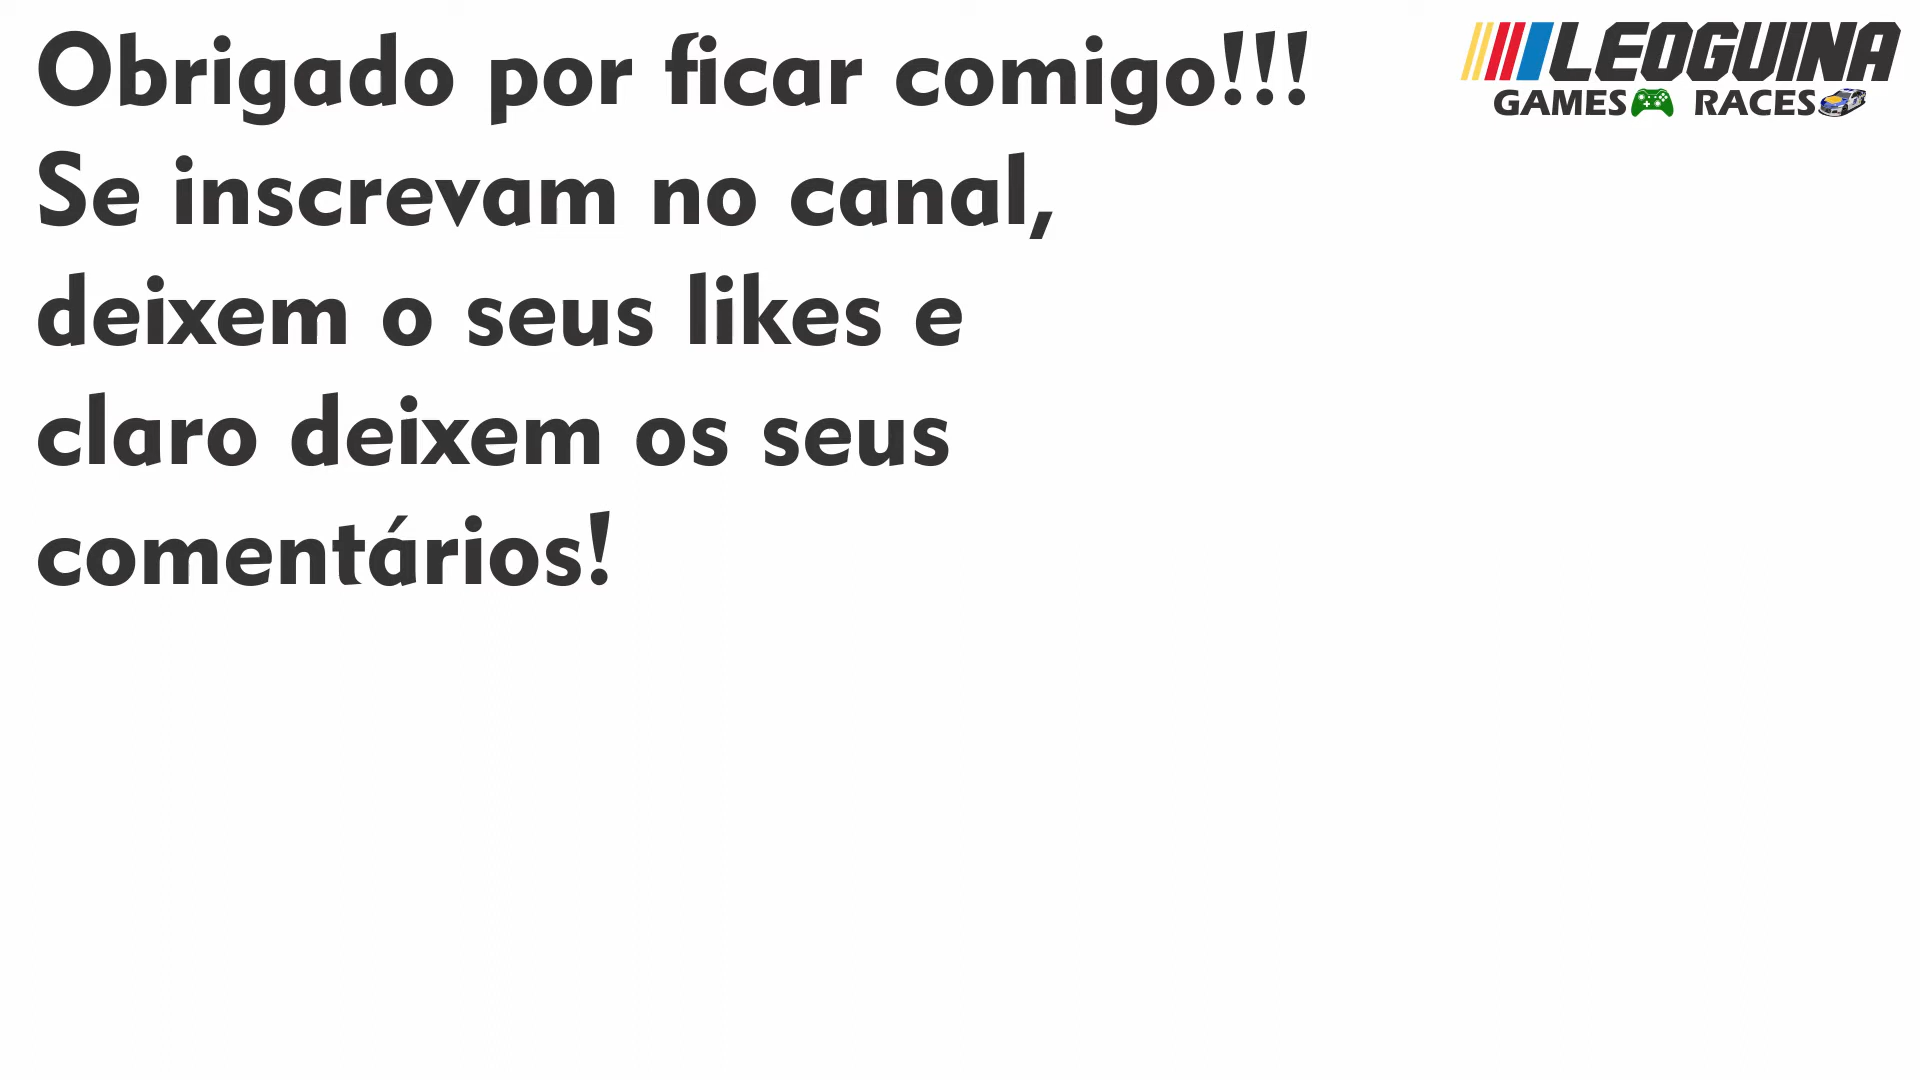 Obrigado por ficar comigo!!!
Se inscrevam no canal,
deixem o seus likes e
claro deixem os seus
comentários!
LEOGUINA
GAMES RACES